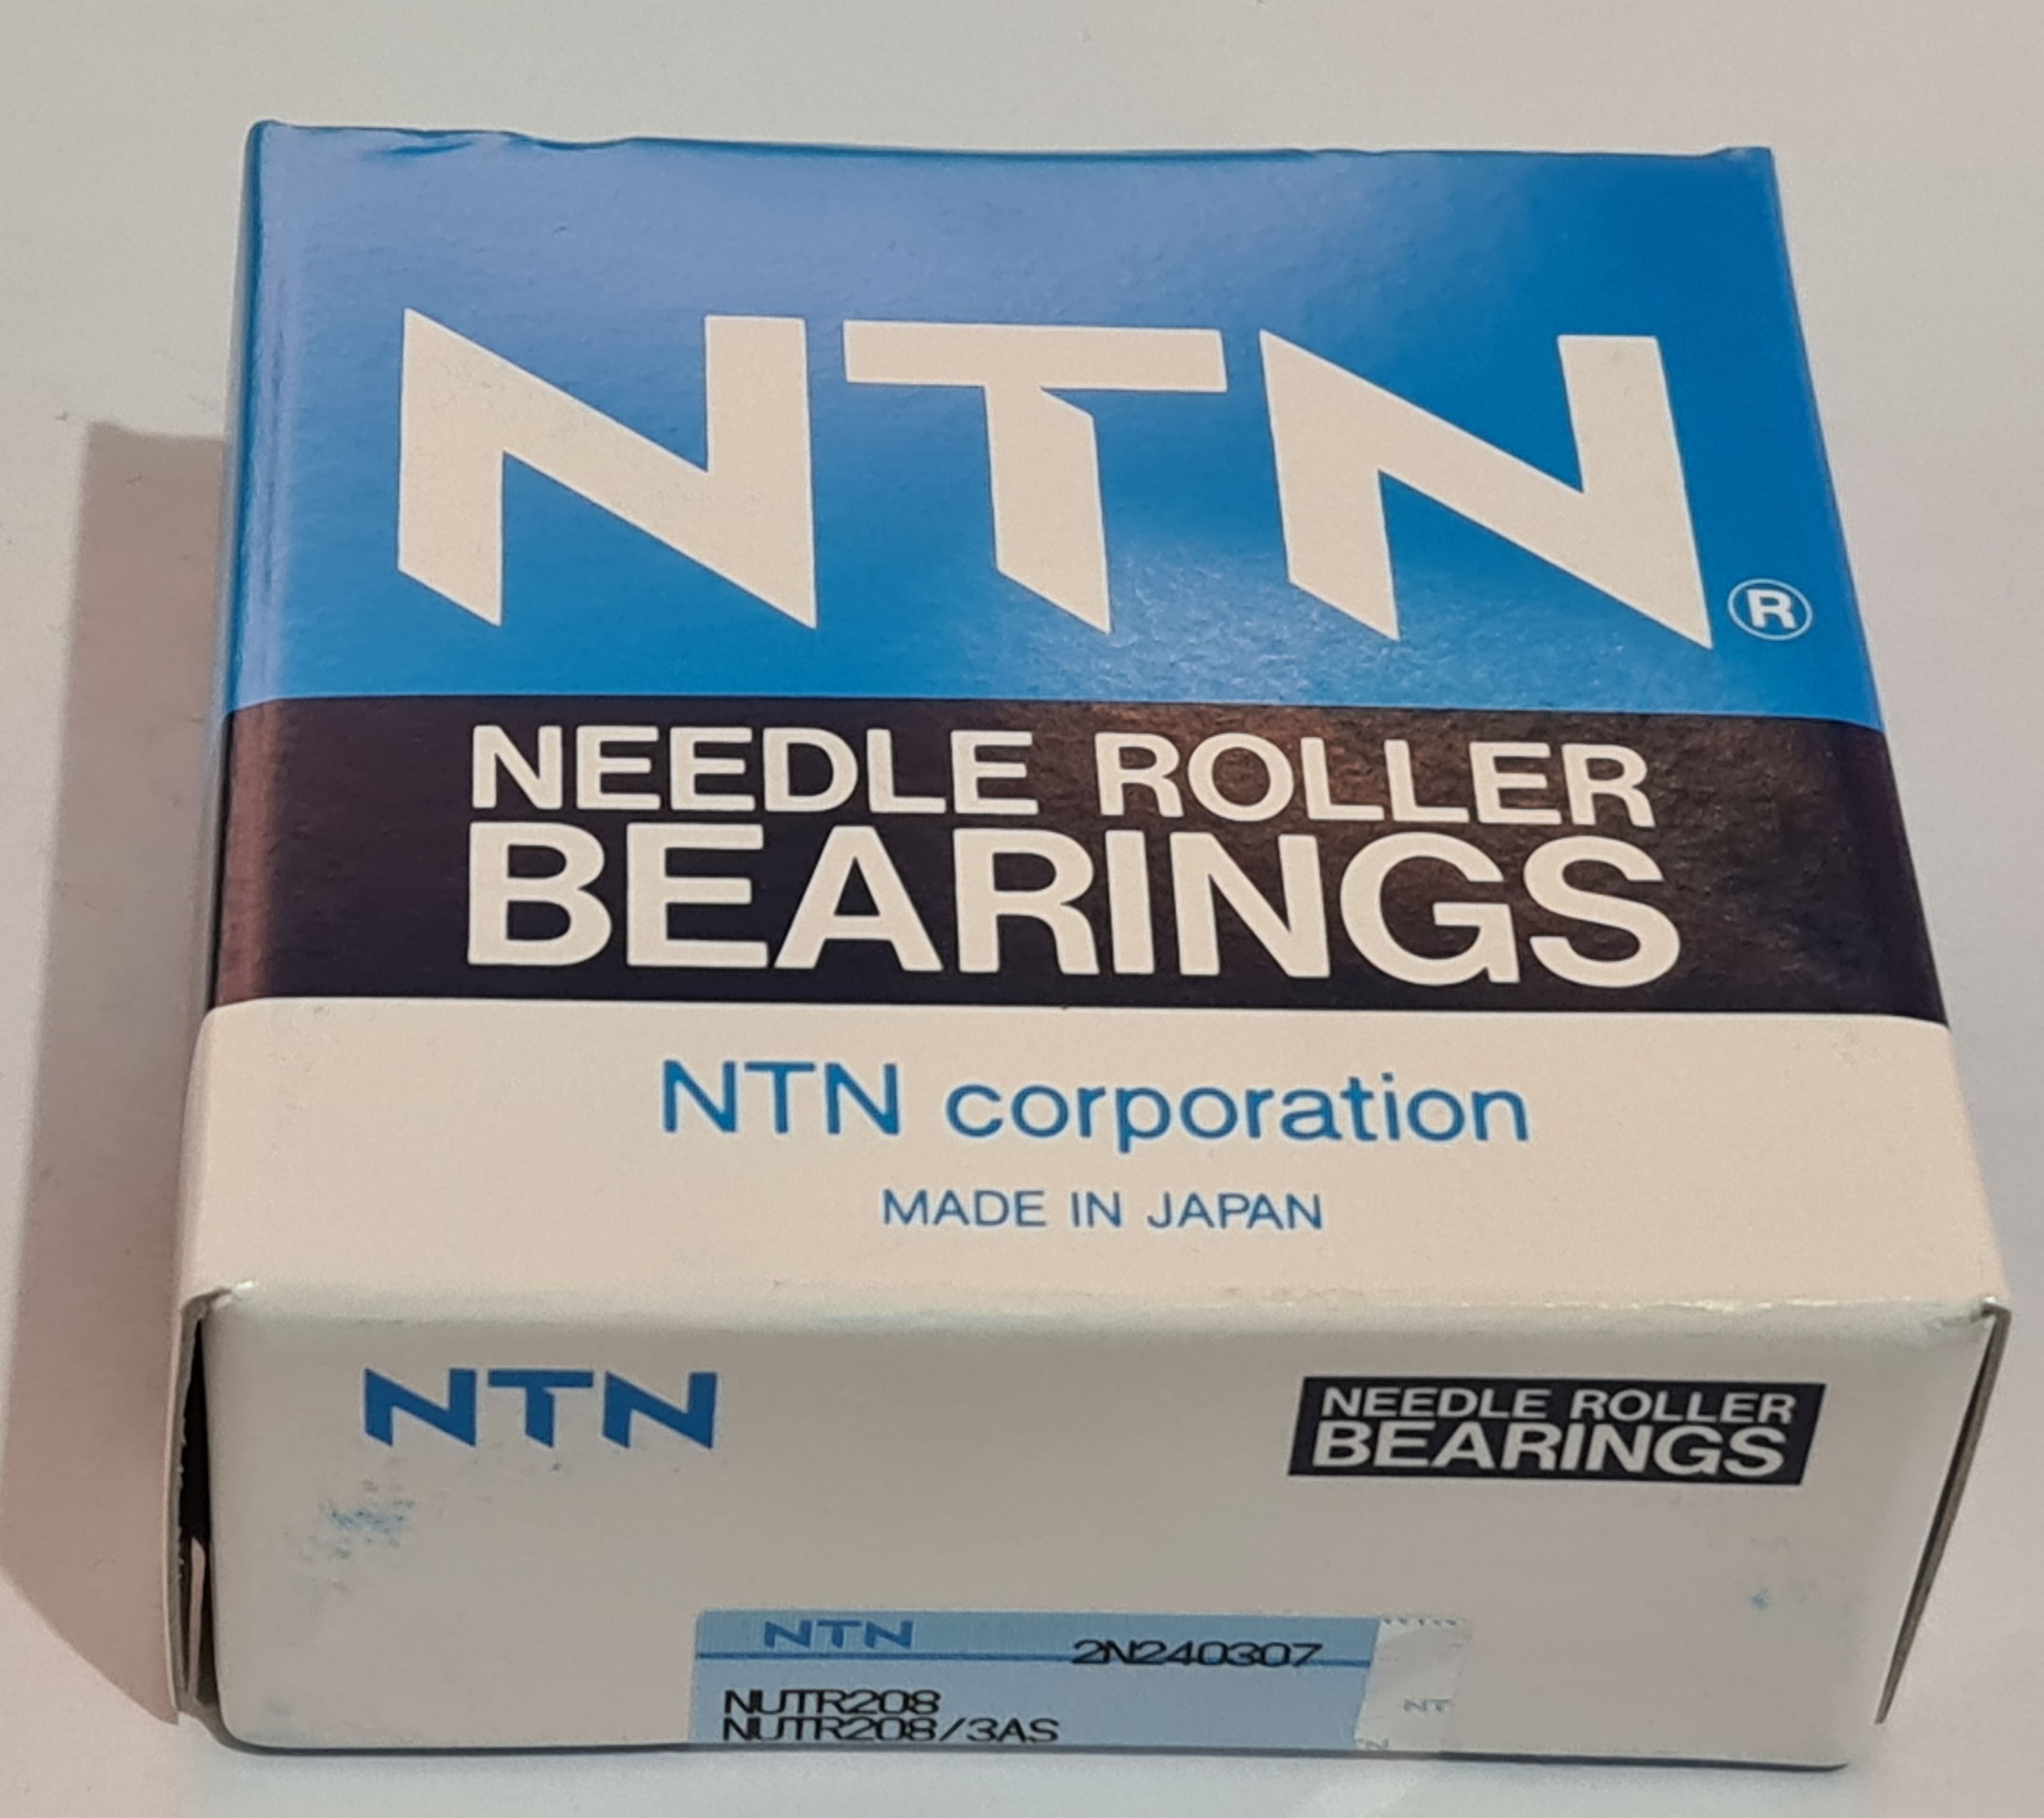 NTN®
NEEDLE ROLLER
BEARINGS
NTN corporation
MADE IN JAPAN
NTN
NEEDLE ROLLER
BEARINGS
NTN 2N240307
NUTR208
NUTR208/3AS